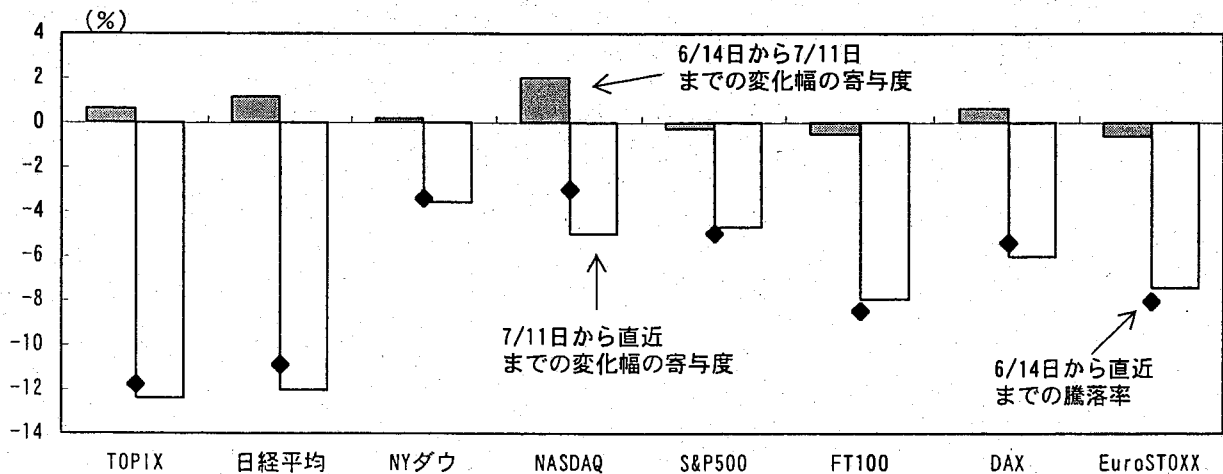 (%)
4
2
0
-2
-4
-6
-8
-10
-12
-14
6/14日から7/11日
までの変化幅の寄与度
7/11日から直近
までの変化幅の寄与度
6/14日から直近
までの騰落率
TOPIX 日経平均 NYダウ NASDAQ S&P500 FT100 DAX EuroSTOXX